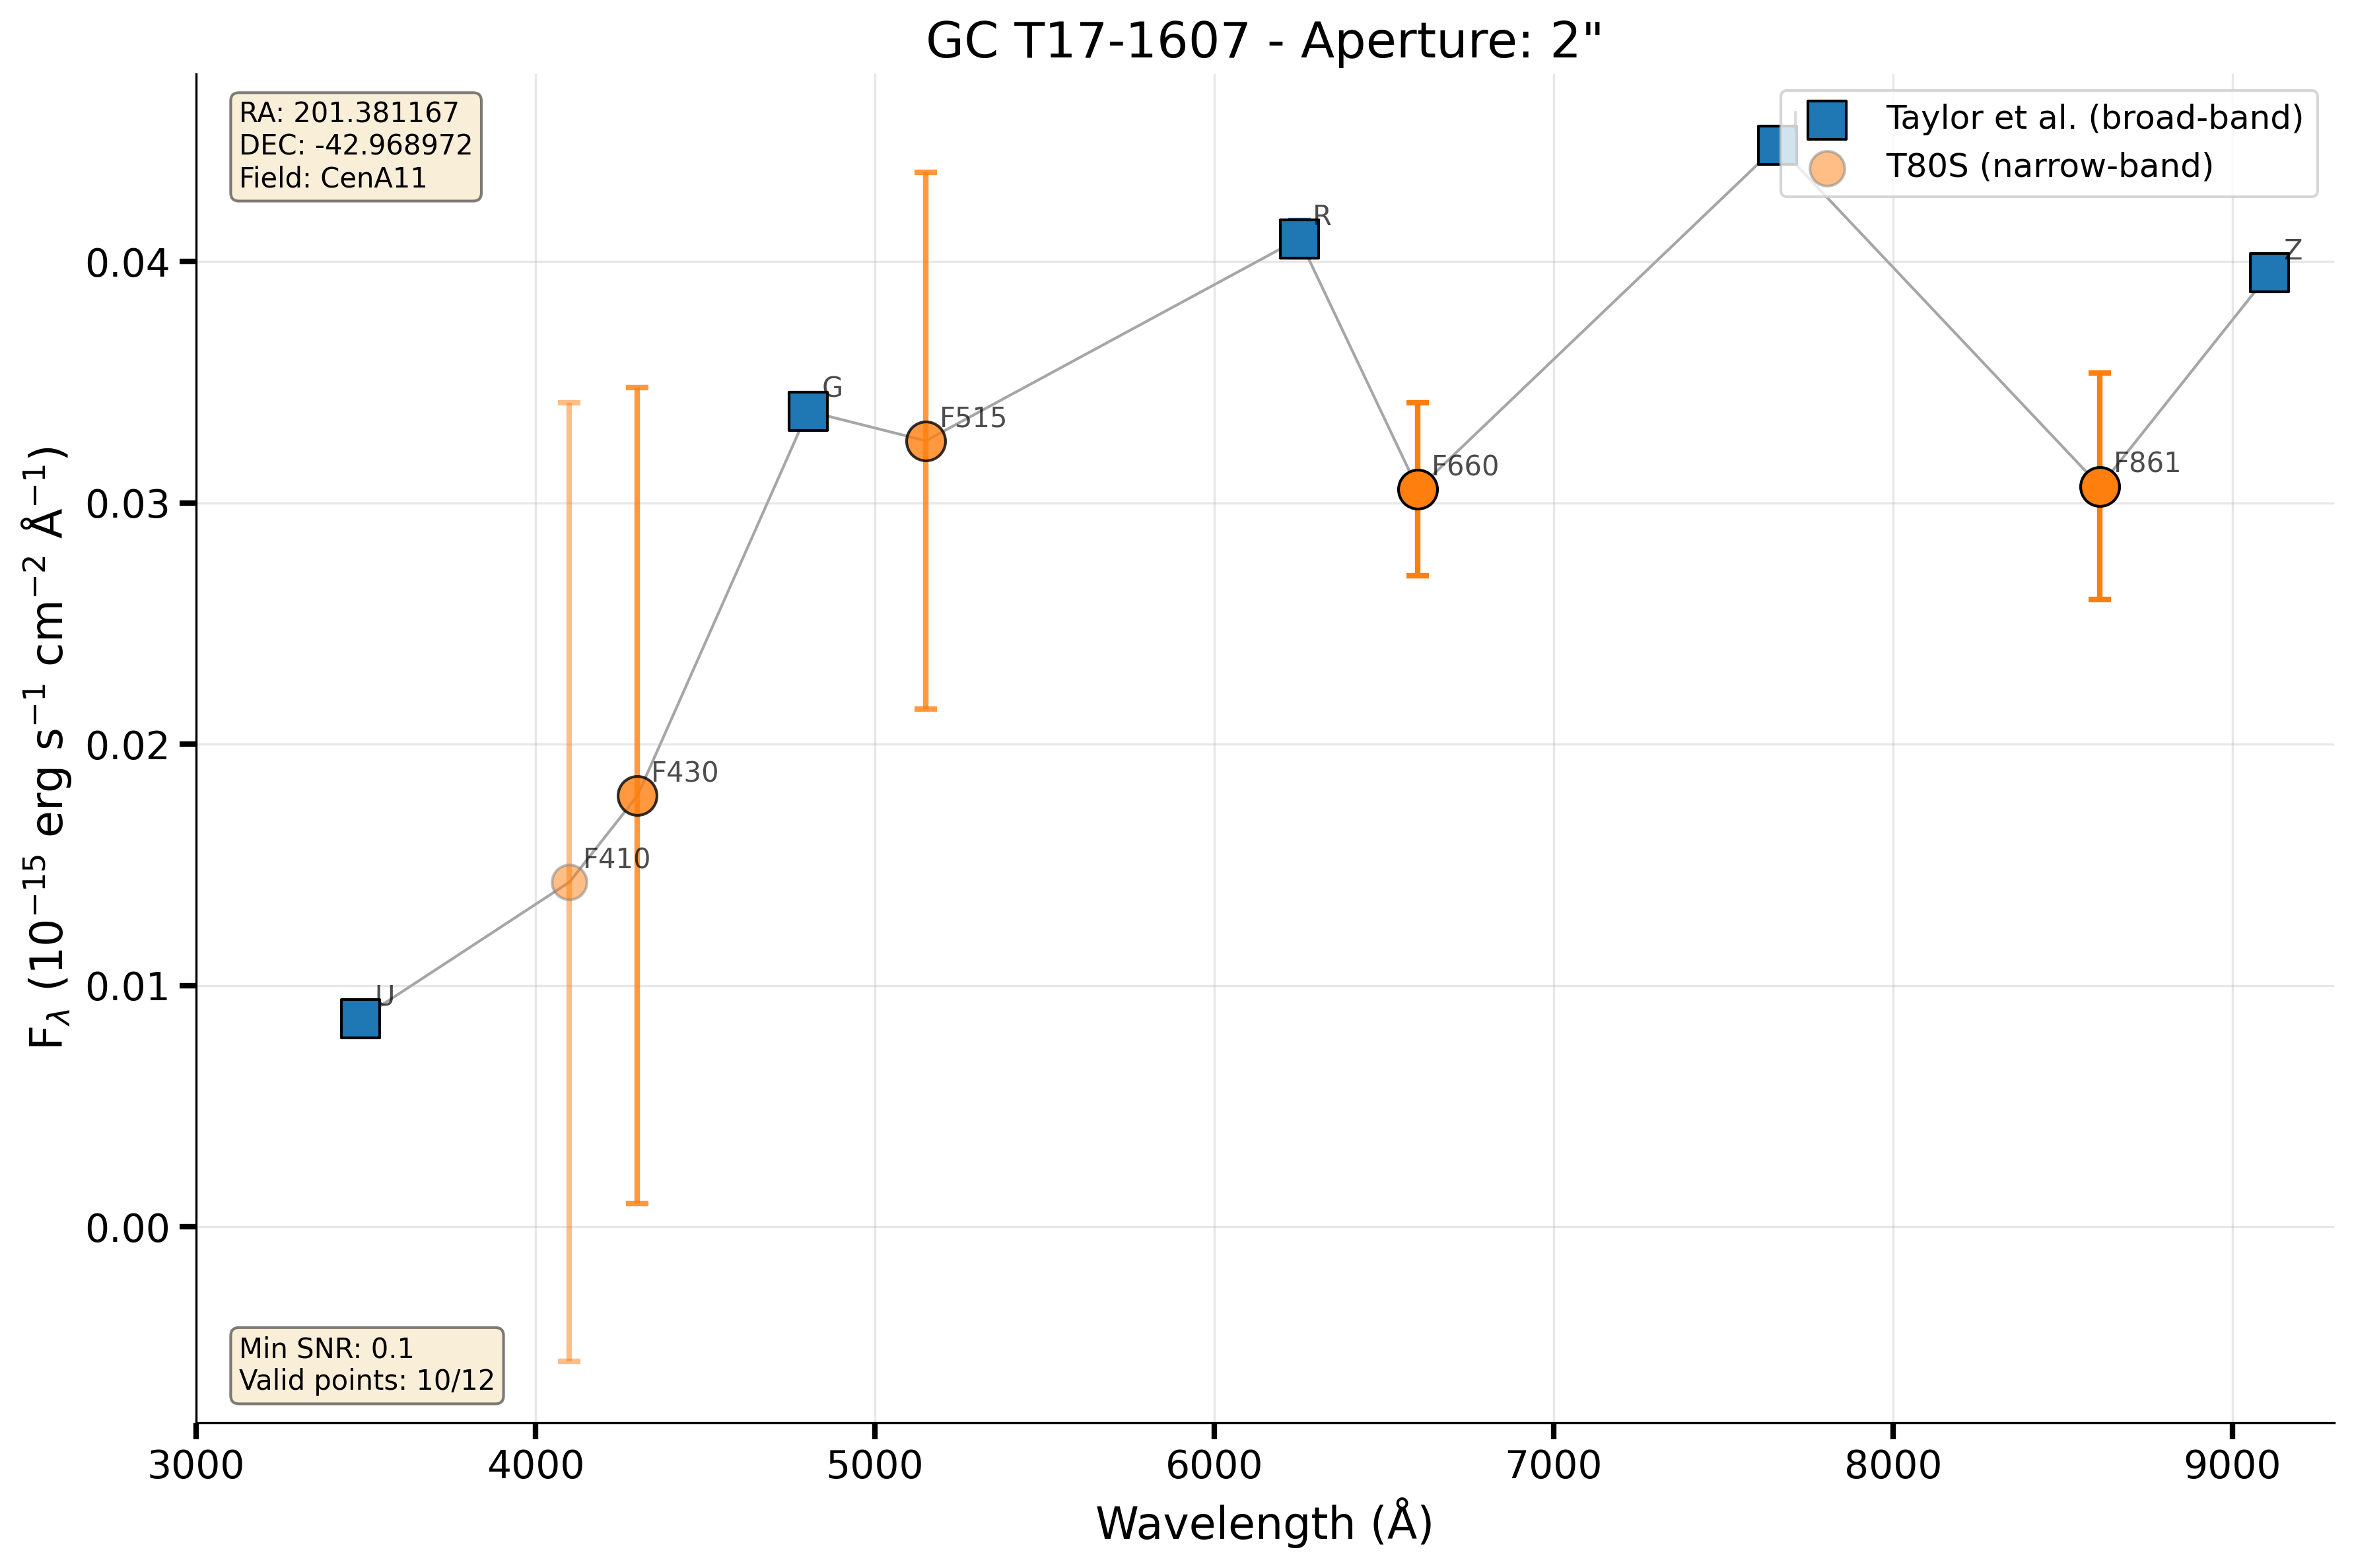 GC T17-1607 - Aperture: 2"
RA: 201.381167
DEC: -42.968972
Field: CenA11
Taylor et al. (broad-band)
T80S (narrow-band)
R
Z
G
F515
F660
F861
F430
F410
U
0.04
0.03
0.02
0.01
0.00
F_λ (10⁻¹⁵ erg s⁻¹ cm⁻² Å⁻¹)
Min SNR: 0.1
Valid points: 10/12
3000 4000 5000 6000 7000 8000 9000
Wavelength (Å)